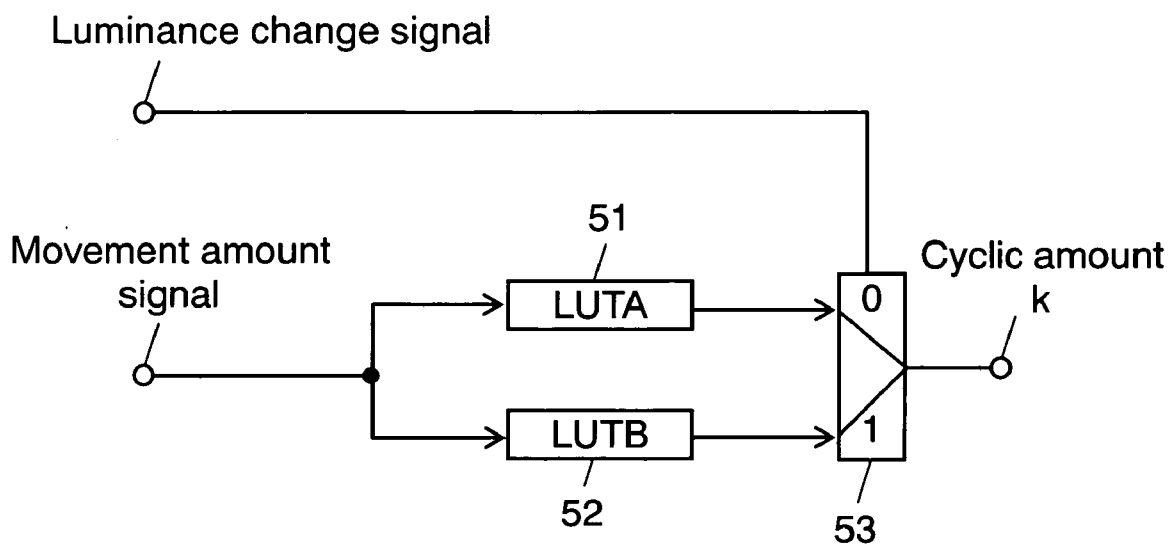 Luminance change signal
Movement amount
signal
51
LUTA
LUTB
52
0
1
53
Cyclic amount
k